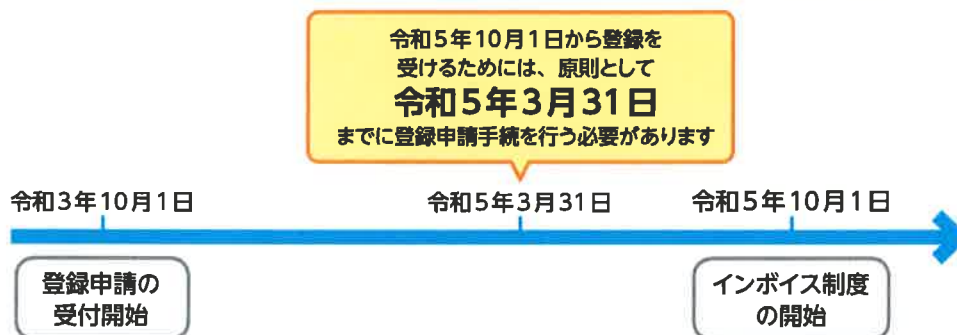 令和5年10月1日から登録を
受けるためには、原則として
令和5年3月31日
までに登録申請手続を行う必要があります
令和3年10月1日
令和5年3月31日
令和5年10月1日
登録申請の
受付開始
インボイス制度
の開始